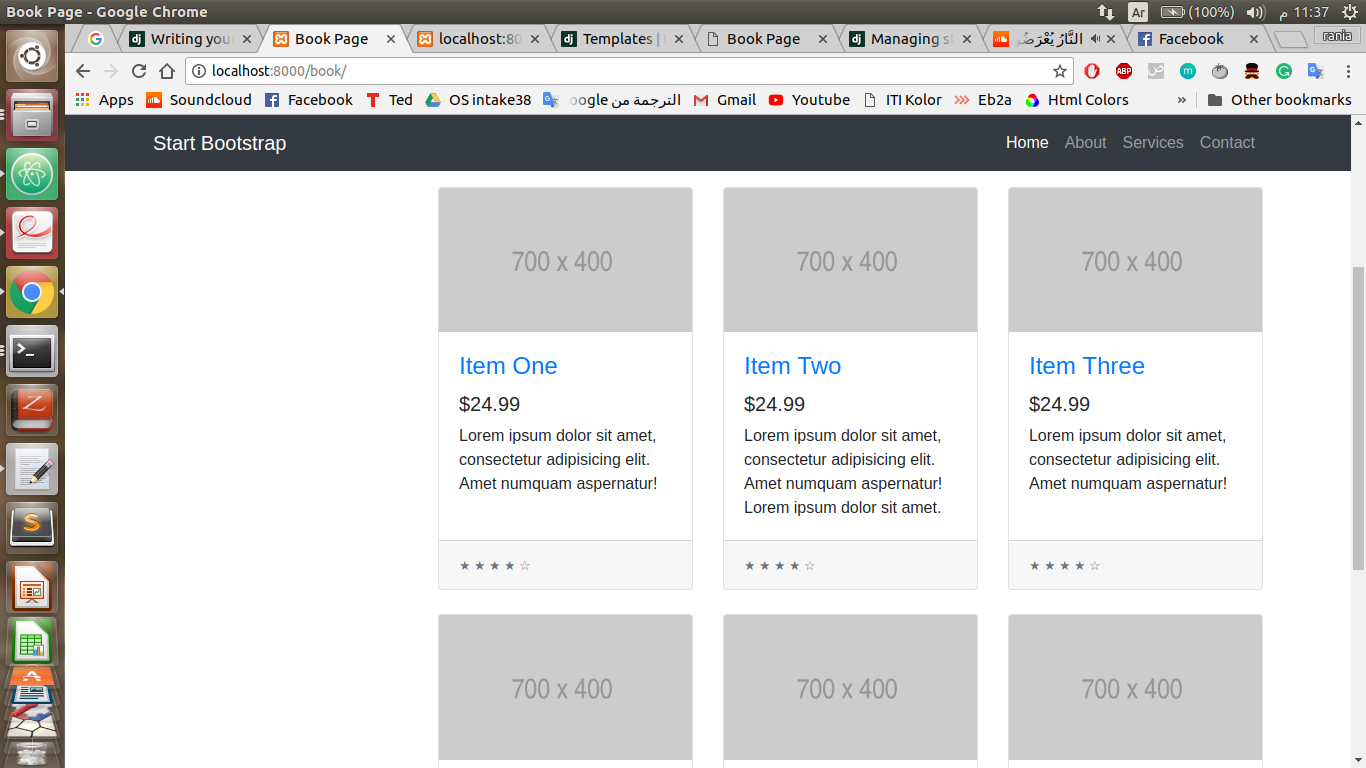 Book Page - Google Chrome
Ar (100%) 11:37 م
Writing your
Book Page
localhost:80
Templates |
Book Page
Managing s
النَّارُ يُعْرَضُو
Facebook
rania
localhost:8000/book/
ABP
Apps Soundcloud Facebook Ted OS intake38 الترجمة من Google Gmail Youtube ITI Kolor Eb2a Html Colors » Other bookmarks
Start Bootstrap Home About Services Contact
700 x 400 700 x 400 700 x 400
Item One
$24.99
Lorem ipsum dolor sit amet,
consectetur adipisicing elit.
Amet numquam aspernatur!
★ ★ ★ ★ ☆
Item Two
$24.99
Lorem ipsum dolor sit amet,
consectetur adipisicing elit.
Amet numquam aspernatur!
Lorem ipsum dolor sit amet.
★ ★ ★ ★ ☆
Item Three
$24.99
Lorem ipsum dolor sit amet,
consectetur adipisicing elit.
Amet numquam aspernatur!
★ ★ ★ ★ ☆
700 x 400 700 x 400 700 x 400